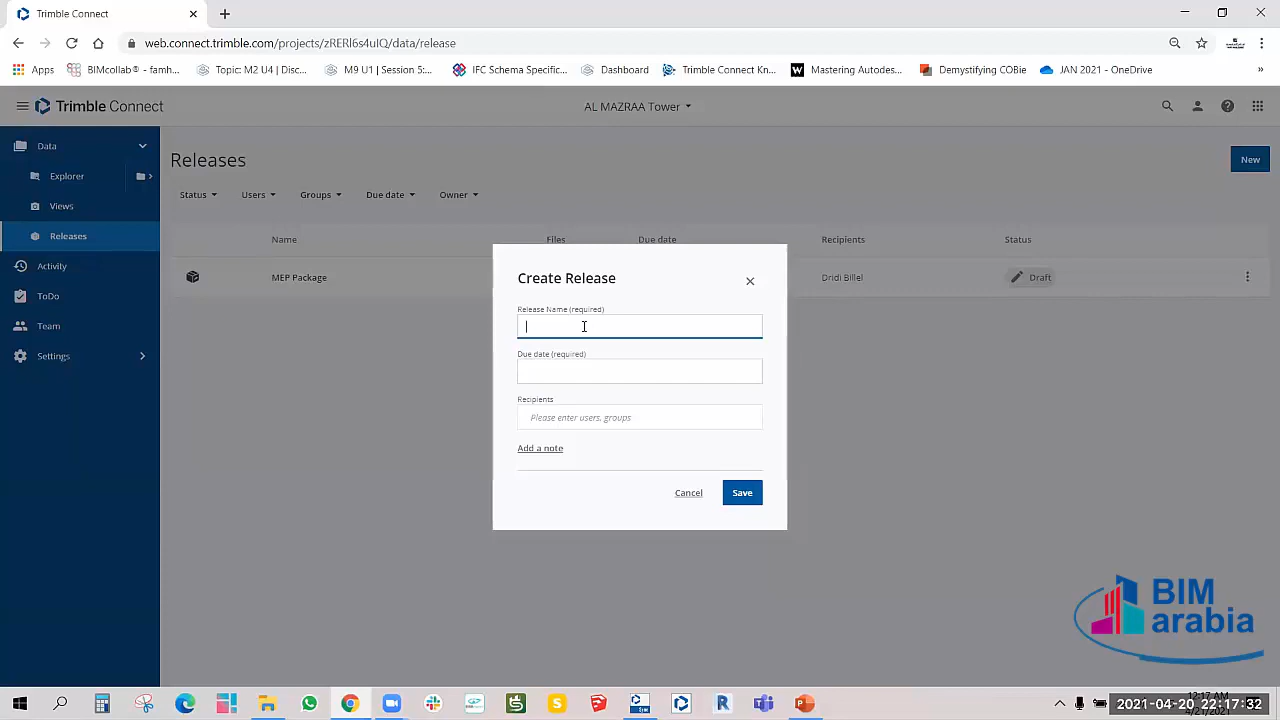 Trimble Connect
web.connect.trimble.com/projects/zRERl6s4uIQ/data/release
Apps
BIMcollab® - famh...
Topic: M2 U4 | Disc...
M9 U1 | Session 5:...
IFC Schema Specific...
Dashboard
Trimble Connect Kn...
Mastering Autodes...
Demystifying COBie
JAN 2021 - OneDrive
»
Trimble Connect
AL MAZRAA Tower
Data
Explorer
Views
Releases
Activity
ToDo
Team
Settings
Releases
New
Status
Users
Groups
Due date
Owner
Name
Files
Due date
Recipients
Status
MEP Package
Dridi Billel
Draft
Create Release
Release Name (required)
Due date (required)
Recipients
Please enter users, groups
Add a note
Cancel
Save
BIM
arabia
12:17 AM
2021-04-20 22:17:32